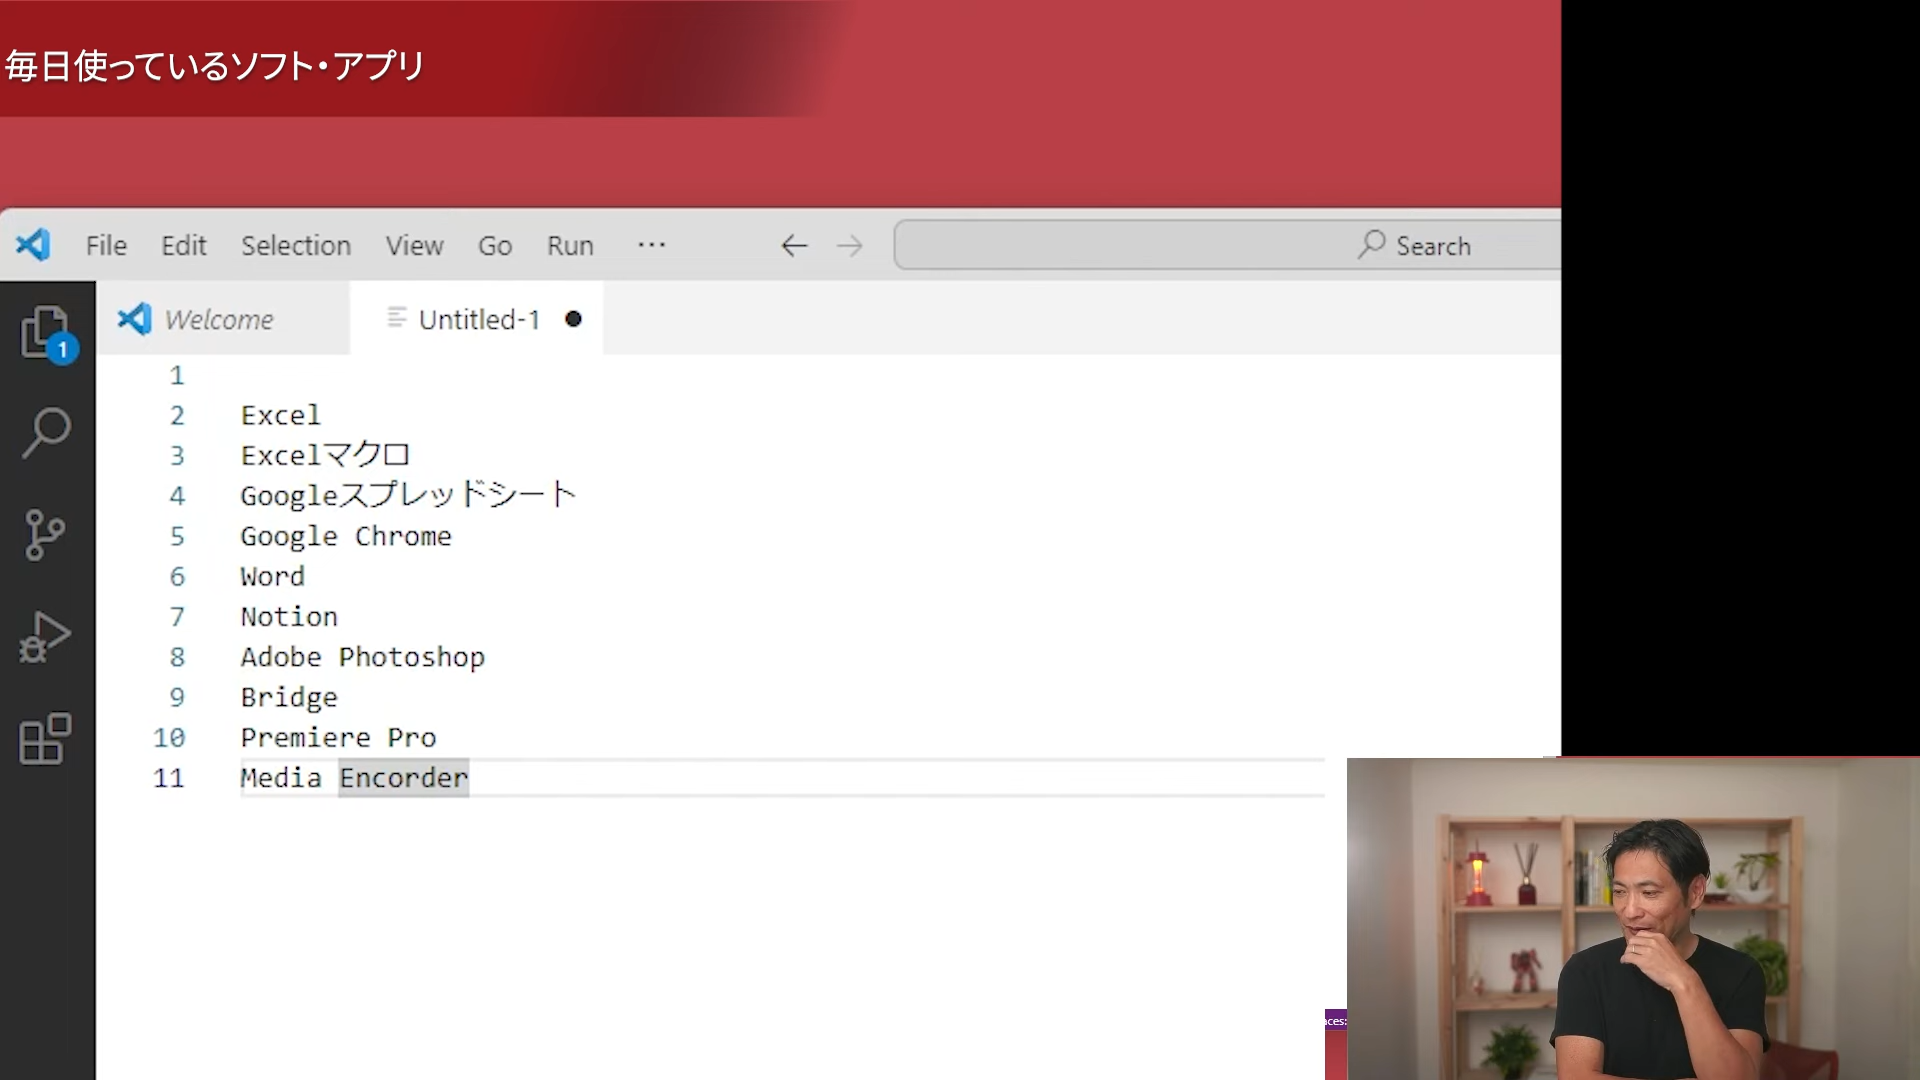 毎日使っているソフト・アプリ
File Edit Selection View Go Run ··· Search
1 Welcome Untitled-1
1
2 Excel
3 Excelマクロ
4 Googleスプレッドシート
5 Google Chrome
6 Word
7 Notion
8 Adobe Photoshop
9 Bridge
10 Premiere Pro
11 Media Encorder
aces: